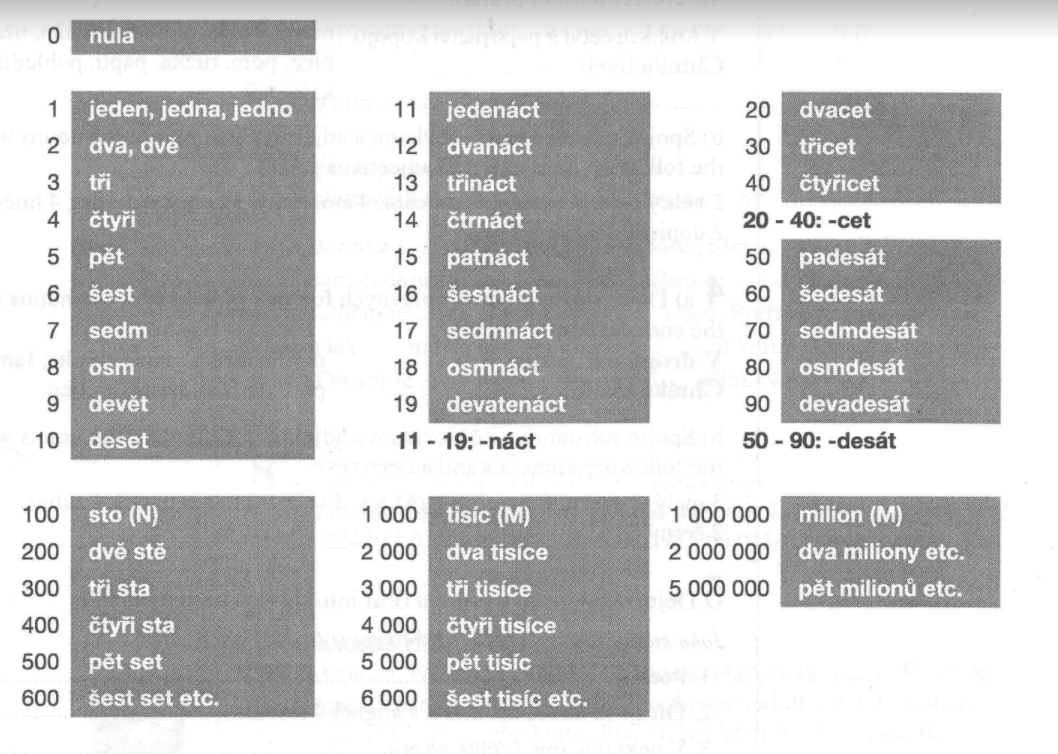 0 nula
1 jeden, jedna, jedno
2 dva, dvě
3 tři
4 čtyři
5 pět
6 šest
7 sedm
8 osm
9 devět
10 deset
11 jedenáct
12 dvanáct
13 třináct
14 čtrnáct
15 patnáct
16 šestnáct
17 sedmnáct
18 osmnáct
19 devatenáct
11 - 19: -náct
20 dvacet
30 třicet
40 čtyřicet
20 - 40: -cet
50 padesát
60 šedesát
70 sedmdesát
80 osmdesát
90 devadesát
50 - 90: -desát
100 sto (N)
200 dvě stě
300 tři sta
400 čtyři sta
500 pět set
600 šest set etc.
1 000 tisíc (M)
2 000 dva tisíce
3 000 tři tisíce
4 000 čtyři tisíce
5 000 pět tisíc
6 000 šest tisíc etc.
1 000 000 milion (M)
2 000 000 dva miliony etc.
5 000 000 pět milionů etc.